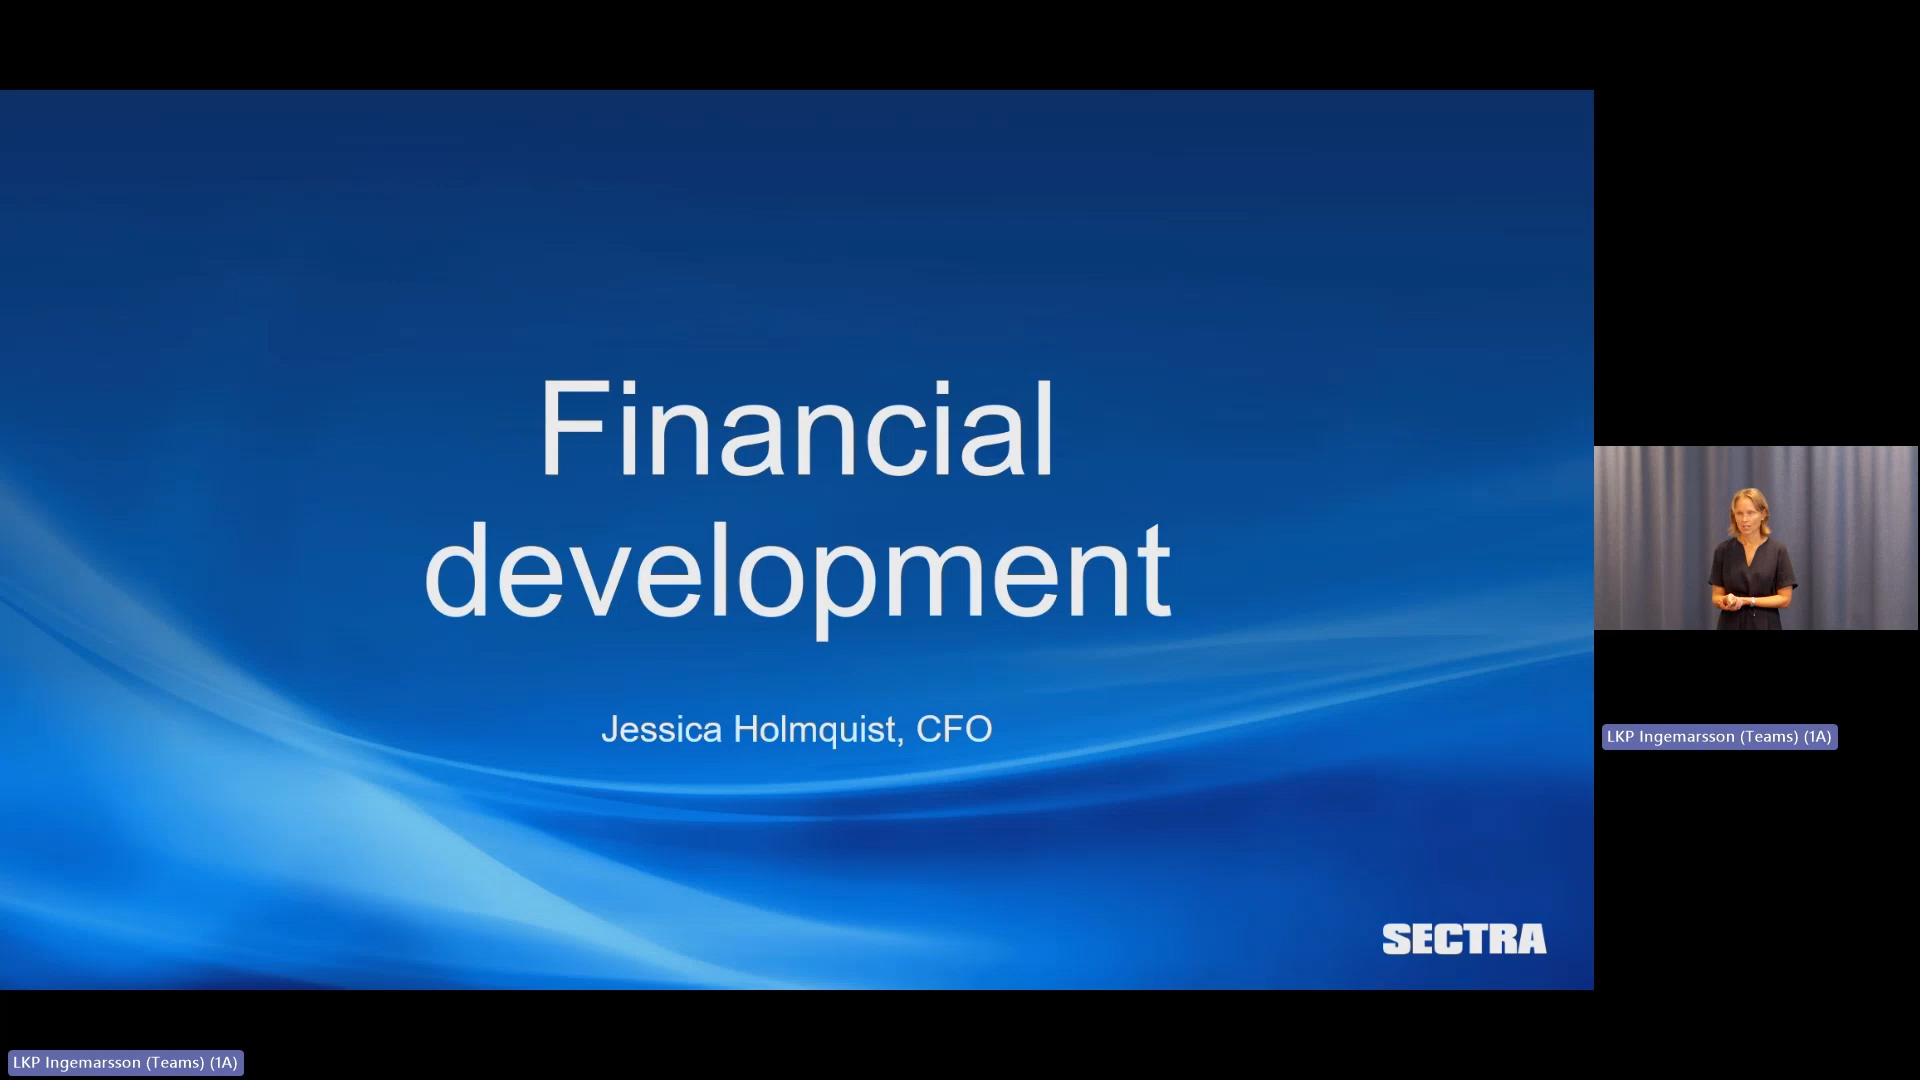 Financial
development
Jessica Holmquist, CFO
SECTRA
LKP Ingemarsson (Teams) (1A)
LKP Ingemarsson (Teams) (1A)